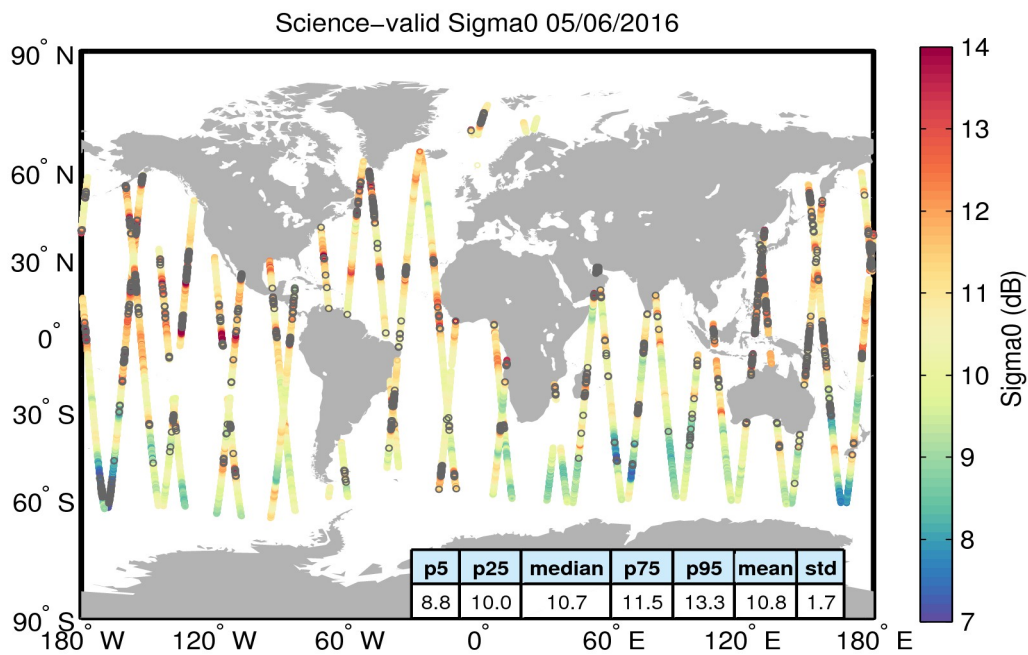 Science−valid Sigma0 05/06/2016
90° N
60° N
30° N
0°
30° S
60° S
90° S
180° W
120° W
60° W
0°
60° E
120° E
180° E
p5 p25 median p75 p95 mean std
8.8 10.0 10.7 11.5 13.3 10.8 1.7
14
13
12
11
10
9
8
7
Sigma0 (dB)